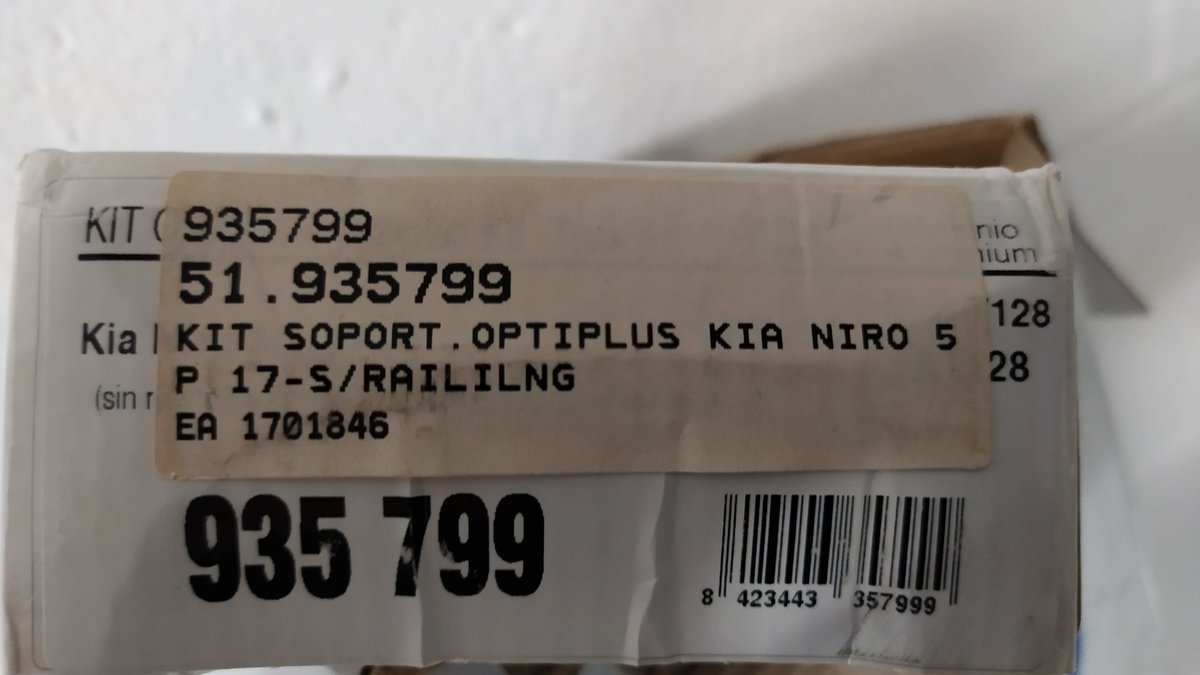 KIT
935799
nio
nium
51.935799
128
Kia
KIT SOPORT.OPTIPLUS KIA NIRO 5
28
P 17-S/RAILILNG
(sin r
EA 1701846
935 799
8 423443 357999